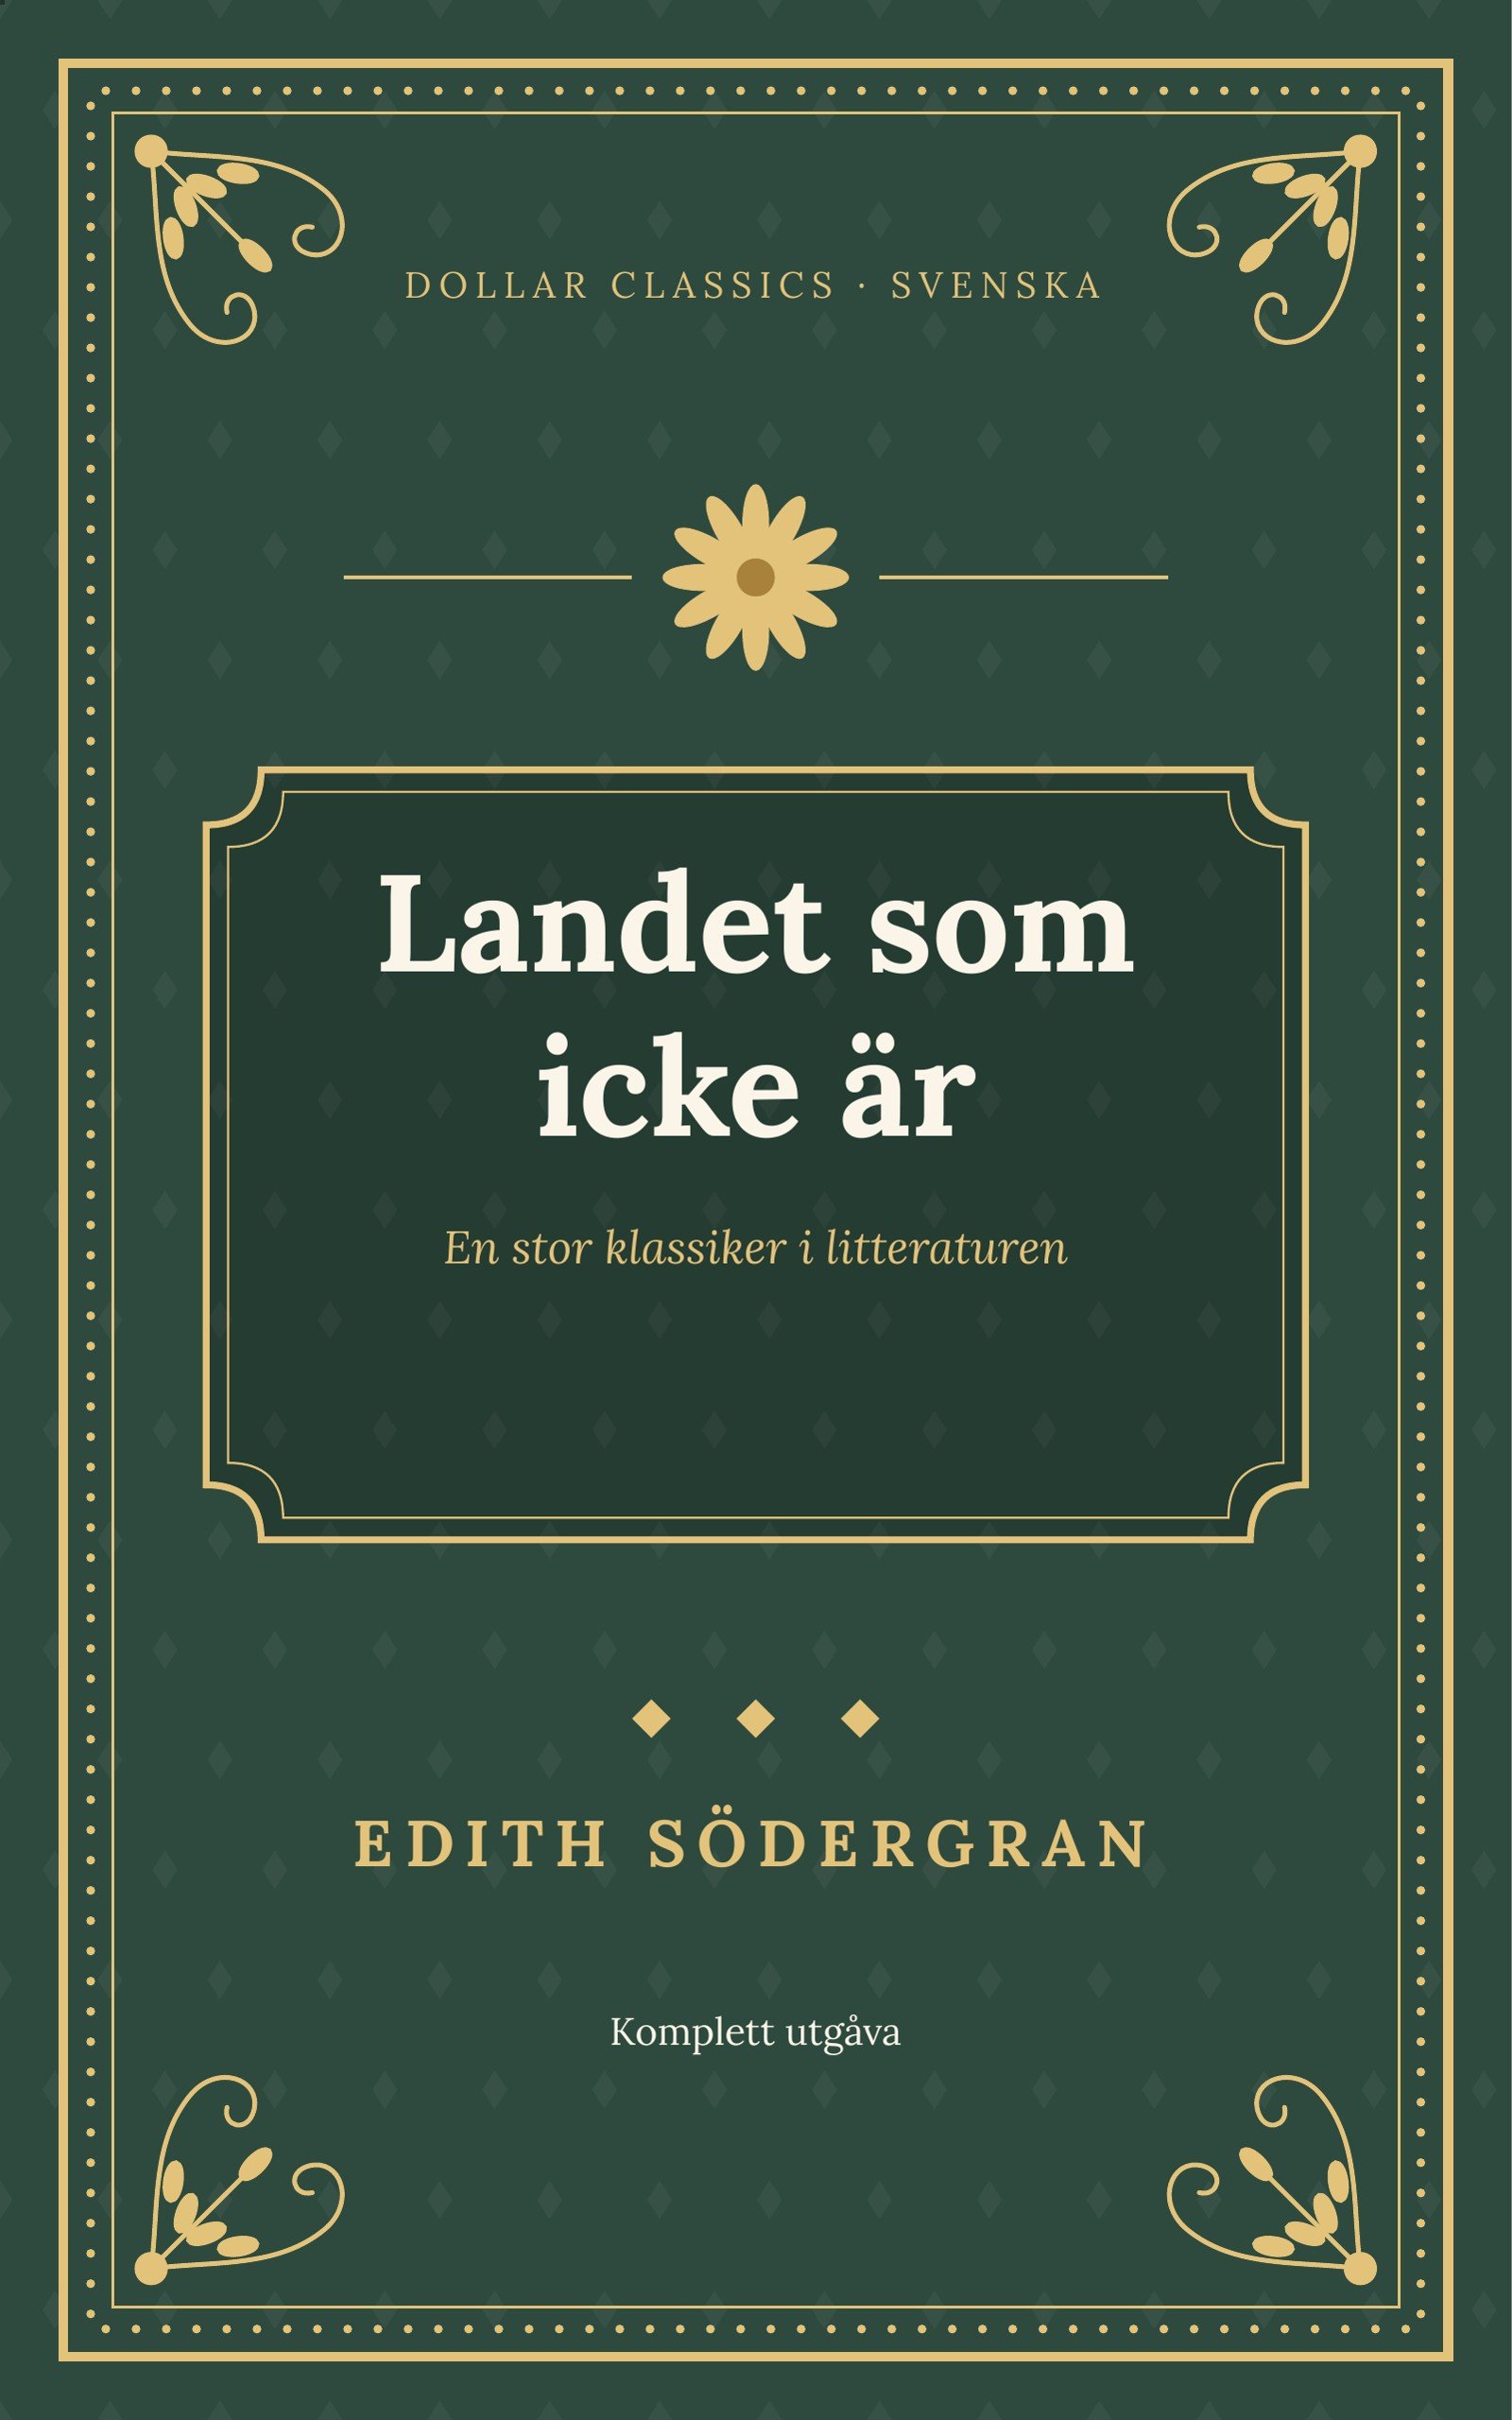 DOLLAR CLASSICS · SVENSKA
Landet som
icke är
En stor klassiker i litteraturen
EDITH SÖDERGRAN
Komplett utgåva